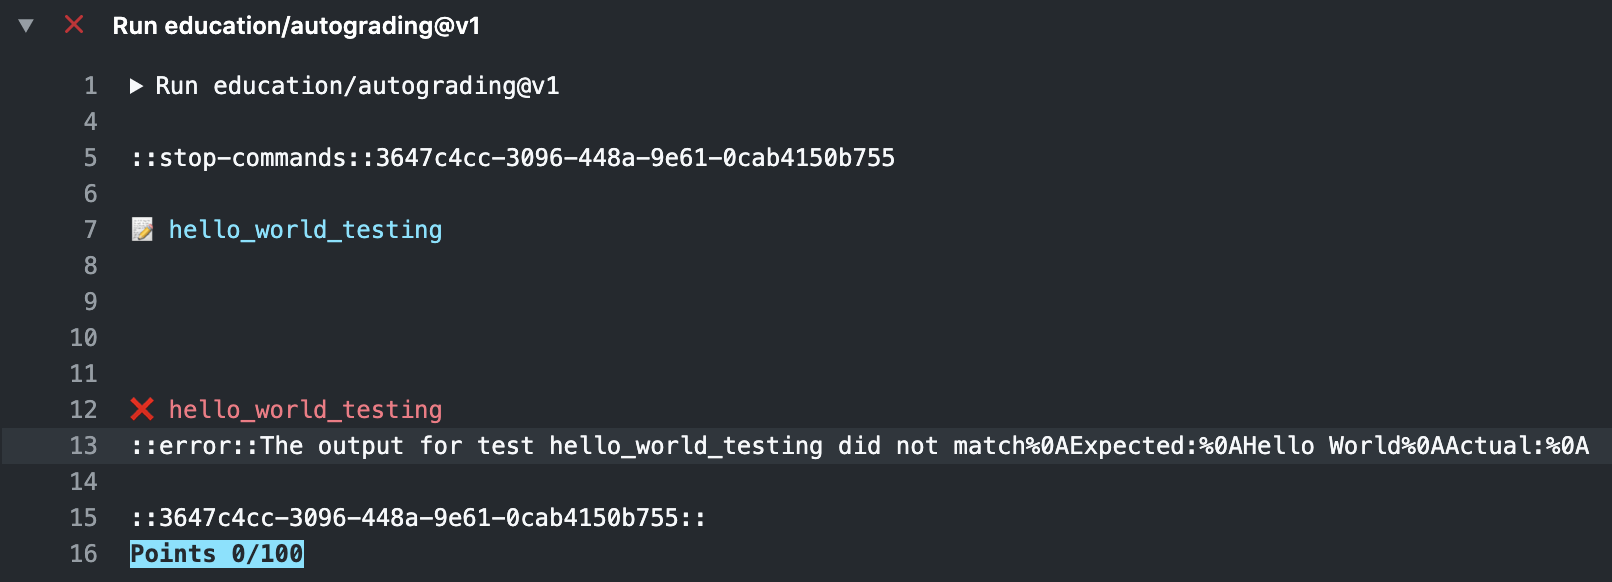 Run education/autograding@v1
1 Run education/autograding@v1
4
5 ::stop-commands::3647c4cc-3096-448a-9e61-0cab4150b755
6
7 📝 hello_world_testing
8
9
10
11
12 ❌ hello_world_testing
13 ::error::The output for test hello_world_testing did not match%0AExpected:%0AHello World%0AActual:%0A
14
15 ::3647c4cc-3096-448a-9e61-0cab4150b755::
16 Points 0/100